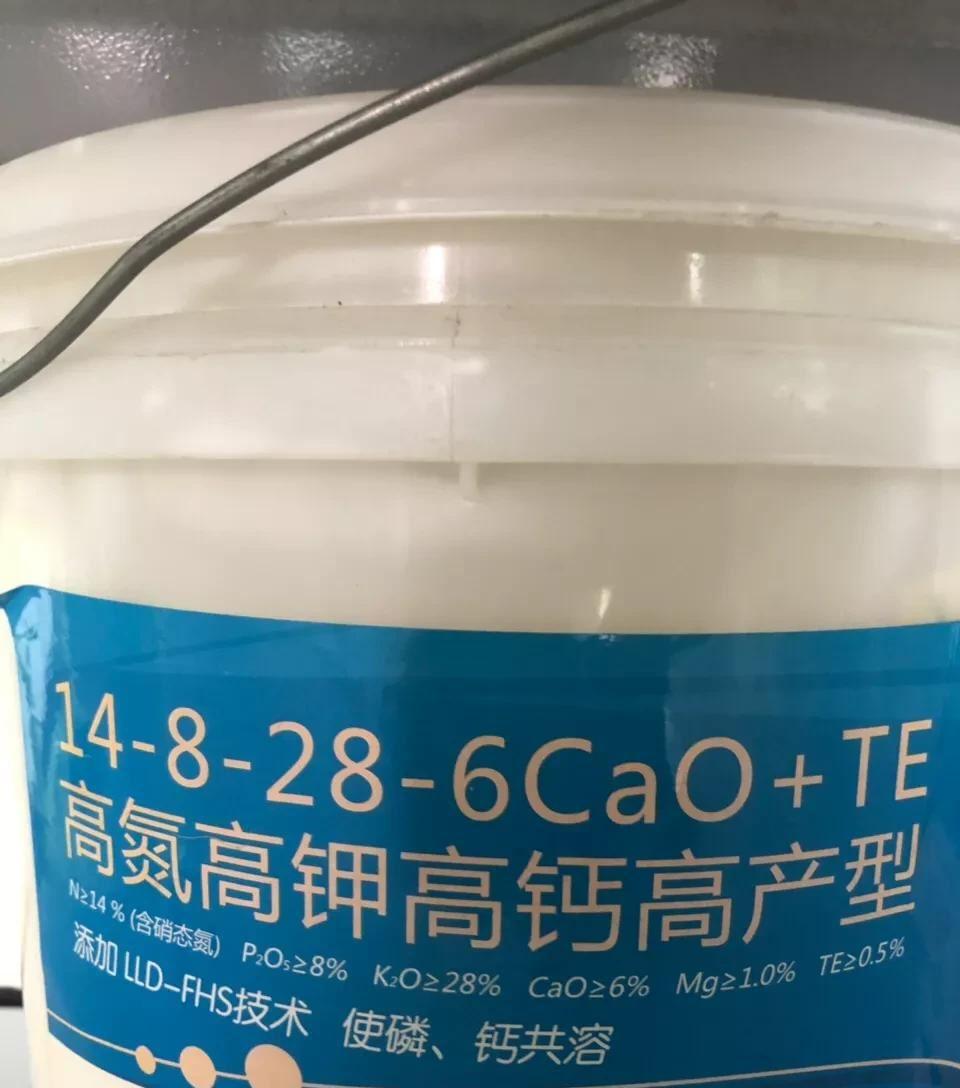 14-8-28-6CaO+TE
高氮高钾高钙高产型
N≥14 % (含硝态氮) P₂O₅≥8% K₂O≥28% CaO≥6% Mg≥1.0% TE≥0.5%
添加 LLD-FHS技术 使磷、钙共溶